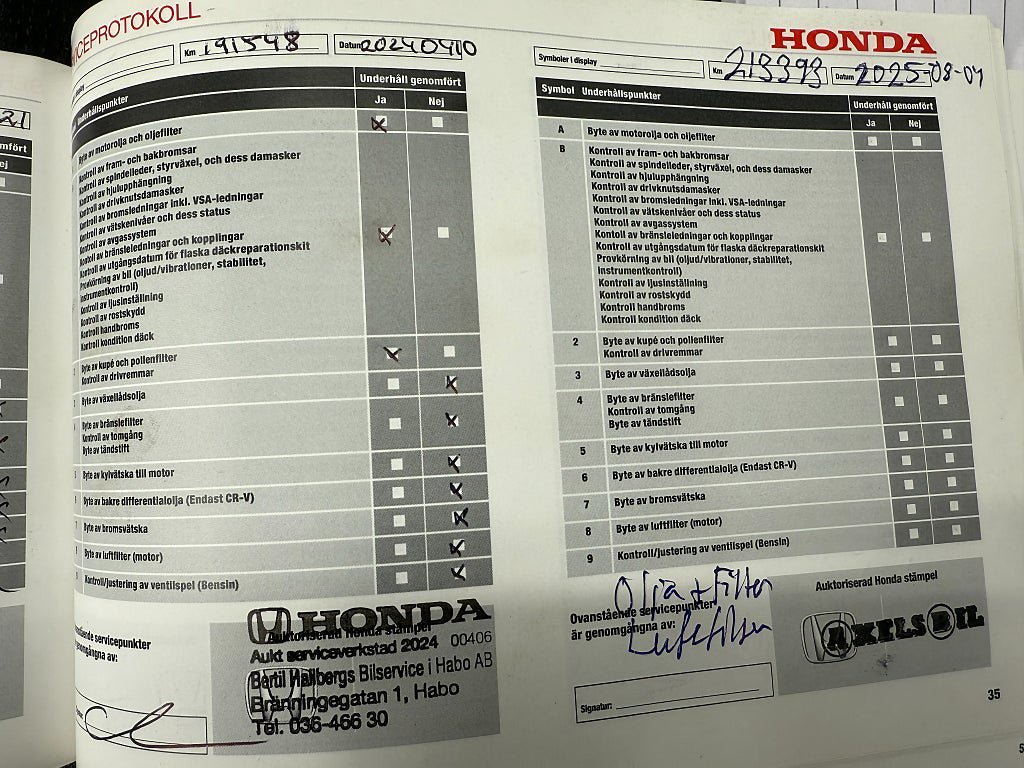 21
omfört
ej
ICEPROTOKOLL
Km 191548 Datum 20240410
Underhållspunkter
Underhåll genomfört
Ja Nej
Byte av motorolja och oljefilter
Kontroll av fram- och bakbromsar
Kontroll av spindelleder, styrväxel, och dess damasker
Kontroll av hjulupphängning
Kontroll av drivknutsdamasker
Kontroll av bromsledningar inkl. VSA-ledningar
Kontroll av vätskenivåer och dess status
Kontroll av avgassystem
Kontoll av bränsleledningar och kopplingar
Kontroll av utgångsdatum för flaska däckreparationskit
Provkörning av bil (oljud/vibrationer, stabilitet,
Instrumentkontroll)
Kontroll av ljusinställning
Kontroll av rostskydd
Kontroll handbroms
Kontroll kondition däck
Byte av kupé och pollenfilter
Kontroll av drivremmar
Byte av växellådsolja
Byte av bränslefilter
Kontroll av tomgång
Byte av tändstift
Byte av kylvätska till motor
Byte av bakre differentialolja (Endast CR-V)
Byte av bromsvätska
Byte av luftfilter (motor)
Kontroll/justering av ventilspel (Bensin)
Ovanstående servicepunkter
genomgångna av:
HONDA
Auktoriserad Honda stämpel
Aukt serviceverkstad 2024 00406
Bertil Hallbergs Bilservice i Habo AB
Bränningegatan 1, Habo
Tel. 036-466 30
HONDA
Symboler i display
Km 213393 Datum 2025-08-07
Symbol Underhållspunkter
Underhåll genomfört
Ja Nej
A Byte av motorolja och oljefilter
B Kontroll av fram- och bakbromsar
Kontroll av spindelleder, styrväxel, och dess damasker
Kontroll av hjulupphängning
Kontroll av drivknutsdamasker
Kontroll av bromsledningar inkl. VSA-ledningar
Kontroll av vätskenivåer och dess status
Kontroll av avgassystem
Kontoll av bränsleledningar och kopplingar
Kontroll av utgångsdatum för flaska däckreparationskit
Provkörning av bil (oljud/vibrationer, stabilitet,
Instrumentkontroll)
Kontroll av ljusinställning
Kontroll av rostskydd
Kontroll handbroms
Kontroll kondition däck
2 Byte av kupé och pollenfilter
Kontroll av drivremmar
3 Byte av växellådsolja
4 Byte av bränslefilter
Kontroll av tomgång
Byte av tändstift
5 Byte av kylvätska till motor
6 Byte av bakre differentialolja (Endast CR-V)
7 Byte av bromsvätska
8 Byte av luftfilter (motor)
9 Kontroll/justering av ventilspel (Bensin)
Olja + Filter
Ovanstående servicepunkter
är genomgångna av:
Luftfilter
Auktoriserad Honda stämpel
AXELS BIL
Signatur:
35
5